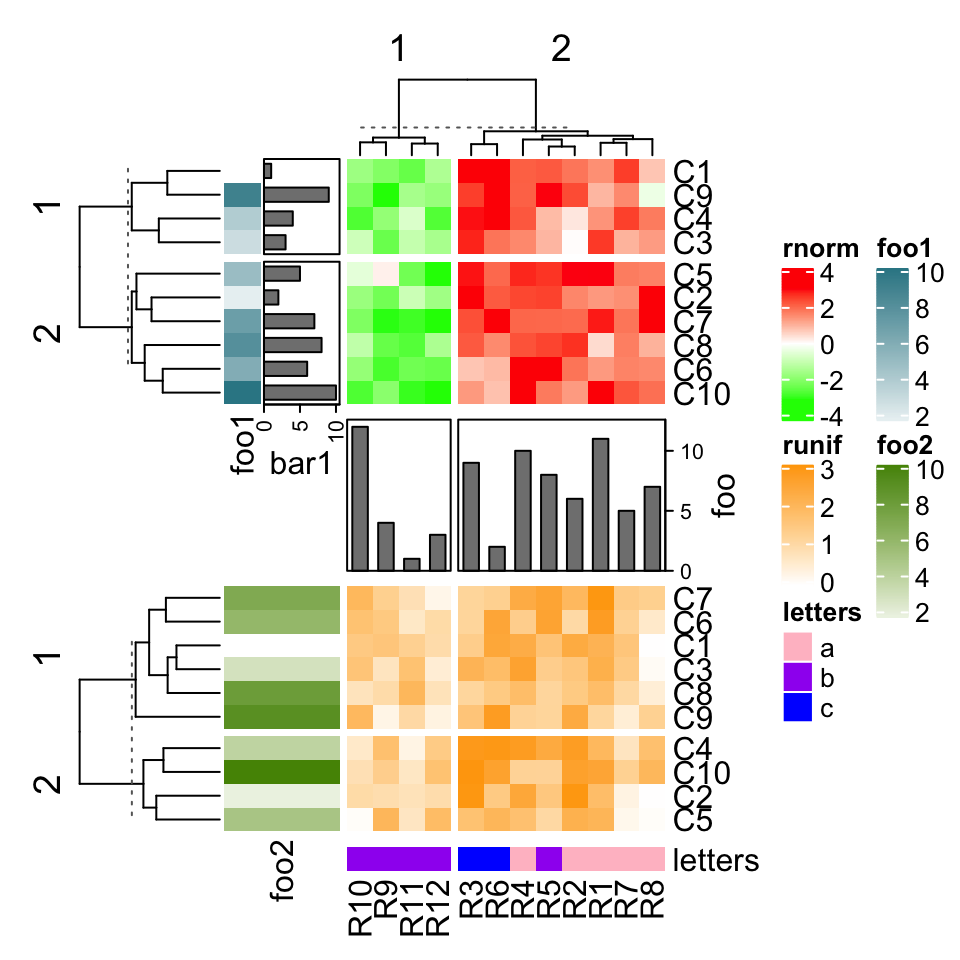 1 2
1
2
C1
C9
C4
C3
C5
C2
C7
C8
C6
C10
foo1
0 5 10
bar1
10
5
0
foo
1
2
C7
C6
C1
C3
C8
C9
C4
C10
C2
C5
foo2
letters
R10 R9 R11 R12 R3 R6 R4 R5 R2 R1 R7 R8
rnorm
4
2
0
-2
-4
foo1
10
8
6
4
2
runif
3
2
1
0
foo2
10
8
6
4
2
letters
a
b
c